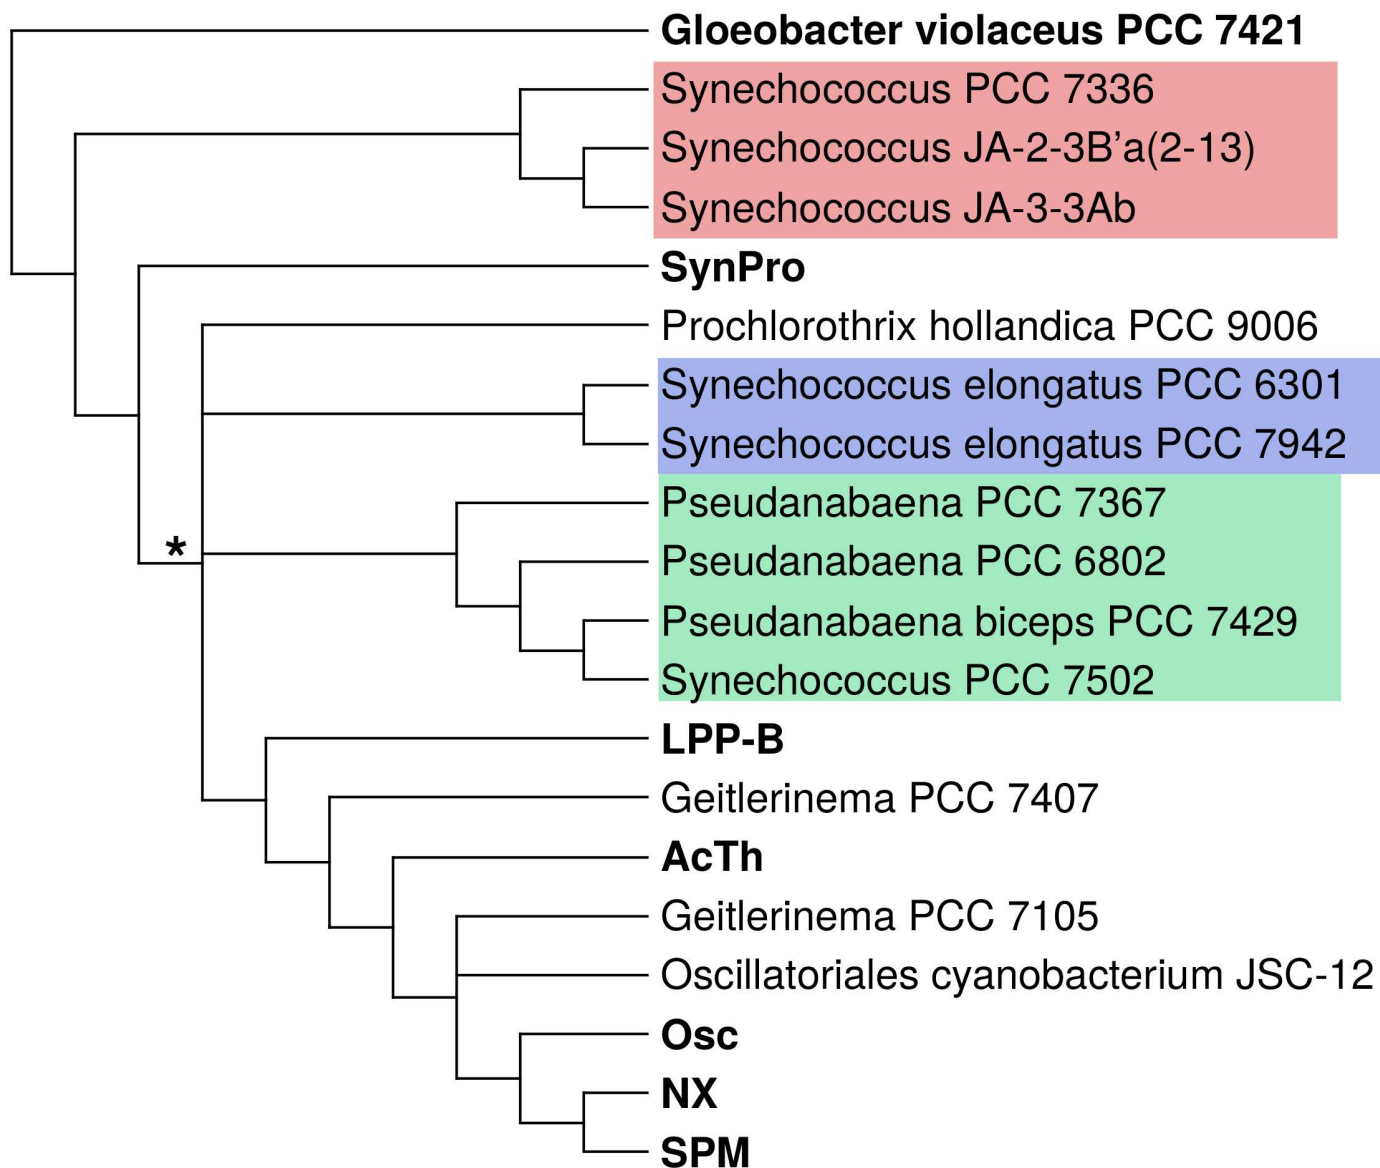 Gloeobacter violaceus PCC 7421
Synechococcus PCC 7336
Synechococcus JA-2-3B’a(2-13)
Synechococcus JA-3-3Ab
SynPro
Prochlorothrix hollandica PCC 9006
Synechococcus elongatus PCC 6301
Synechococcus elongatus PCC 7942
Pseudanabaena PCC 7367
*
Pseudanabaena PCC 6802
Pseudanabaena biceps PCC 7429
Synechococcus PCC 7502
LPP-B
Geitlerinema PCC 7407
AcTh
Geitlerinema PCC 7105
Oscillatoriales cyanobacterium JSC-12
Osc
NX
SPM